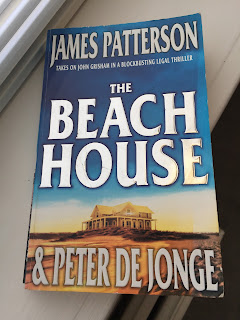 JAMES PATTERSON
TAKES ON JOHN GRISHAM IN A BLOCKBUSTING LEGAL THRILLER
THE
BEACH
HOUSE
& PETER DE JONGE